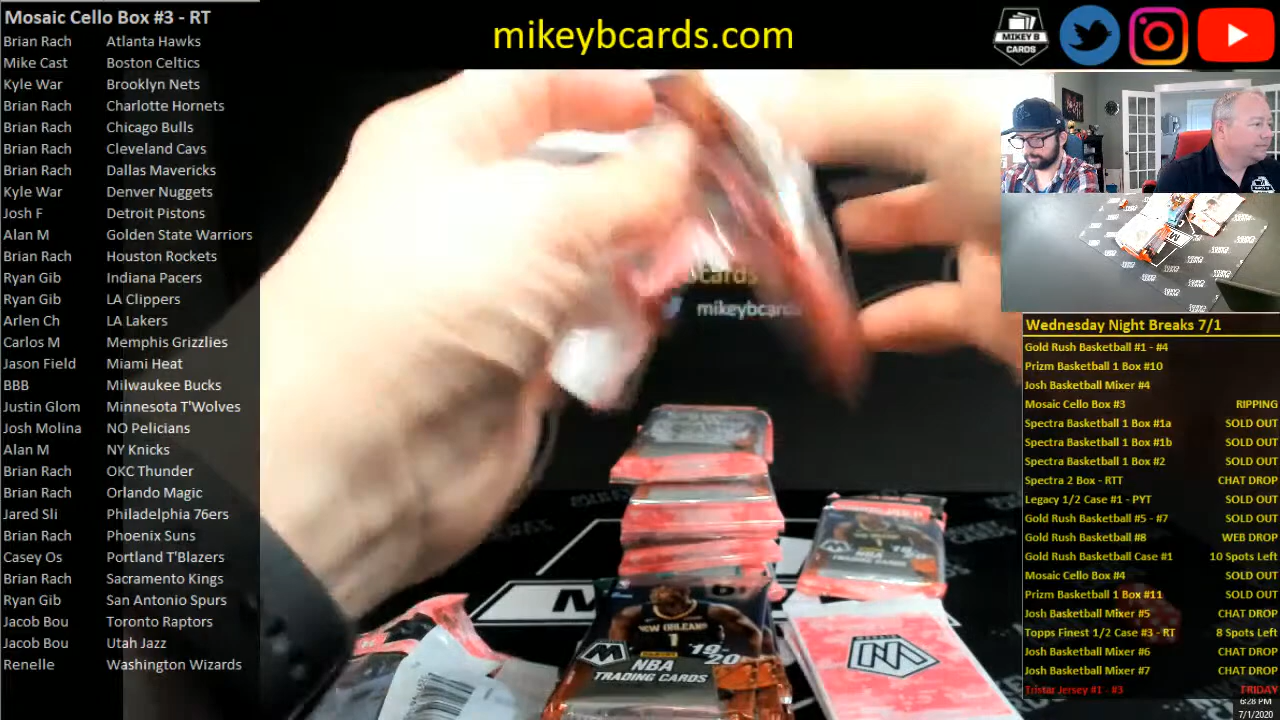 Mosaic Cello Box #3 - RT
Brian Rach Atlanta Hawks
Mike Cast Boston Celtics
Kyle War Brooklyn Nets
Brian Rach Charlotte Hornets
Brian Rach Chicago Bulls
Brian Rach Cleveland Cavs
Brian Rach Dallas Mavericks
Kyle War Denver Nuggets
Josh F Detroit Pistons
Alan M Golden State Warriors
Brian Rach Houston Rockets
Ryan Gib Indiana Pacers
Ryan Gib LA Clippers
Arlen Ch LA Lakers
Carlos M Memphis Grizzlies
Jason Field Miami Heat
BBB Milwaukee Bucks
Justin Glom Minnesota T'Wolves
Josh Molina NO Pelicians
Alan M NY Knicks
Brian Rach OKC Thunder
Brian Rach Orlando Magic
Jared Sli Philadelphia 76ers
Brian Rach Phoenix Suns
Casey Os Portland T'Blazers
Brian Rach Sacramento Kings
Ryan Gib San Antonio Spurs
Jacob Bou Toronto Raptors
Jacob Bou Utah Jazz
Renelle Washington Wizards
mikeybcards.com
MIKEY B
CARDS
cards
mikeybcards
NEW ORLEANS
1
19-20
NBA
TRADING CARDS
Wednesday Night Breaks 7/1
Gold Rush Basketball #1 - #4
Prizm Basketball 1 Box #10
Josh Basketball Mixer #4
Mosaic Cello Box #3 RIPPING
Spectra Basketball 1 Box #1a SOLD OUT
Spectra Basketball 1 Box #1b SOLD OUT
Spectra Basketball 1 Box #2 SOLD OUT
Spectra 2 Box - RTT CHAT DROP
Legacy 1/2 Case #1 - PYT SOLD OUT
Gold Rush Basketball #5 - #7 SOLD OUT
Gold Rush Basketball #8 WEB DROP
Gold Rush Basketball Case #1 10 Spots Left
Mosaic Cello Box #4 SOLD OUT
Prizm Basketball 1 Box #11 SOLD OUT
Josh Basketball Mixer #5 CHAT DROP
Topps Finest 1/2 Case #3 - RT 8 Spots Left
Josh Basketball Mixer #6 CHAT DROP
Josh Basketball Mixer #7 CHAT DROP
Tristar Jersey #1 - #3 FRIDAY
6:28 PM
7/1/2020